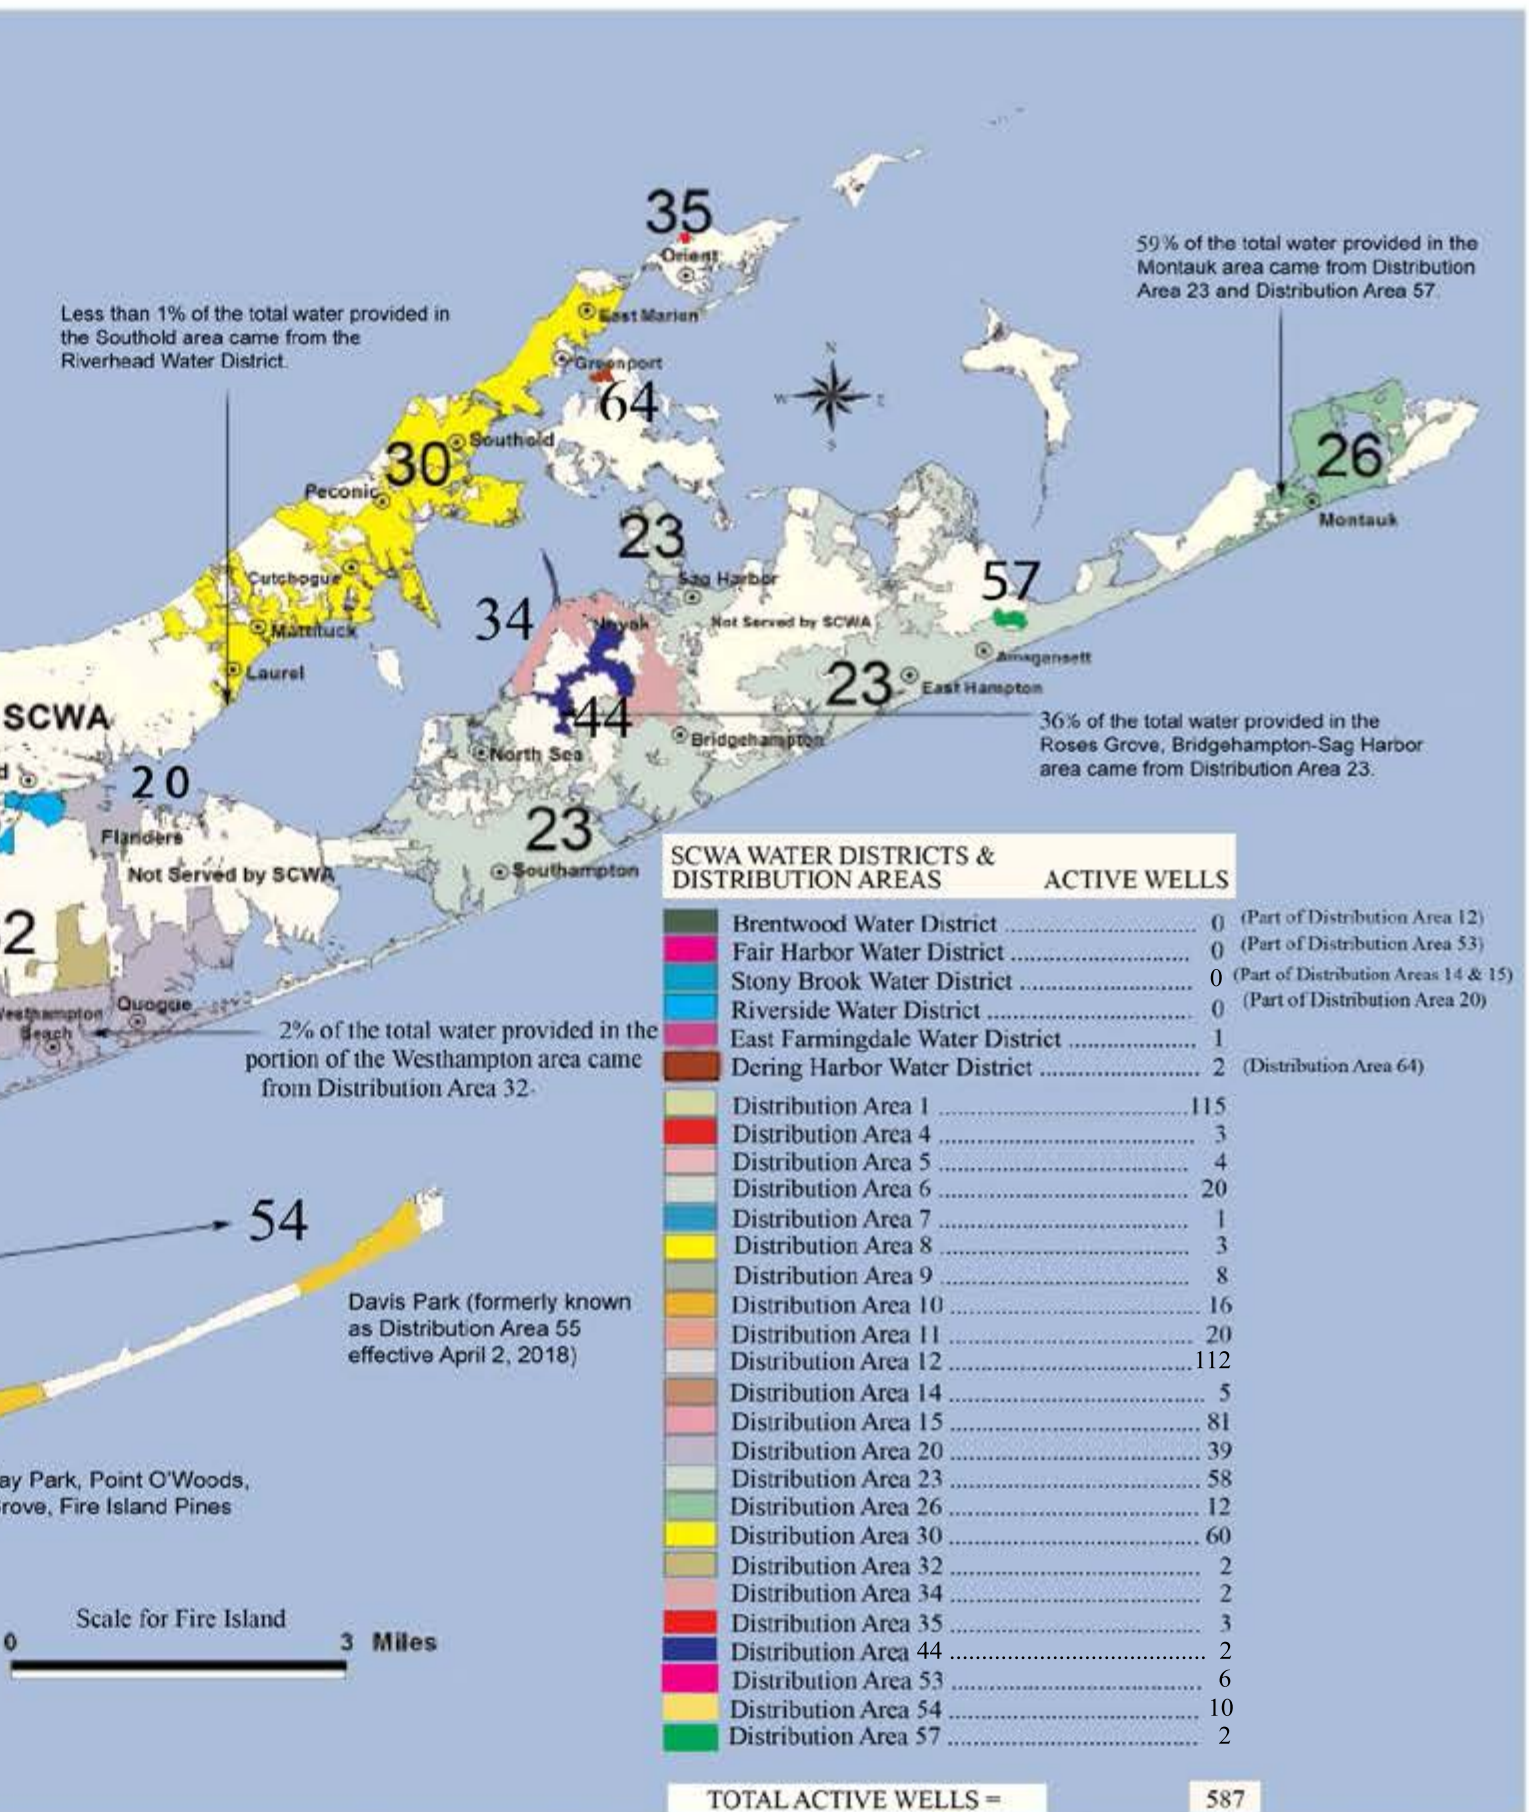 35
Orient
59% of the total water provided in the
Montauk area came from Distribution
Area 23 and Distribution Area 57.
Less than 1% of the total water provided in
the Southold area came from the
Riverhead Water District.
East Marion
Greenport
64
N
W
E
S
30
Southold
Peconic
26
Montauk
23
Sag Harbor
57
Cutchogue
34
Noyak
Not Served by SCWA
Mattituck
Amagansett
Laurel
23
East Hampton
SCWA
44
36% of the total water provided in the
Roses Grove, Bridgehampton-Sag Harbor
area came from Distribution Area 23.
Bridgehampton
North Sea
d
20
Flanders
23
Not Served by SCWA
Southampton
2
Westhampton
Beach
Quogue
2% of the total water provided in the
portion of the Westhampton area came
from Distribution Area 32.
54
Davis Park (formerly known
as Distribution Area 55
effective April 2, 2018)
ay Park, Point O'Woods,
rove, Fire Island Pines
Scale for Fire Island
0 3 Miles
SCWA WATER DISTRICTS &
DISTRIBUTION AREAS ACTIVE WELLS
Brentwood Water District ........ 0 (Part of Distribution Area 12)
Fair Harbor Water District ........ 0 (Part of Distribution Area 53)
Stony Brook Water District ........ 0 (Part of Distribution Areas 14 & 15)
Riverside Water District ........ 0 (Part of Distribution Area 20)
East Farmingdale Water District ........ 1
Dering Harbor Water District ........ 2 (Distribution Area 64)
Distribution Area 1 ........ 115
Distribution Area 4 ........ 3
Distribution Area 5 ........ 4
Distribution Area 6 ........ 20
Distribution Area 7 ........ 1
Distribution Area 8 ........ 3
Distribution Area 9 ........ 8
Distribution Area 10 ........ 16
Distribution Area 11 ........ 20
Distribution Area 12 ........ 112
Distribution Area 14 ........ 5
Distribution Area 15 ........ 81
Distribution Area 20 ........ 39
Distribution Area 23 ........ 58
Distribution Area 26 ........ 12
Distribution Area 30 ........ 60
Distribution Area 32 ........ 2
Distribution Area 34 ........ 2
Distribution Area 35 ........ 3
Distribution Area 44 ........ 2
Distribution Area 53 ........ 6
Distribution Area 54 ........ 10
Distribution Area 57 ........ 2
TOTAL ACTIVE WELLS = 587